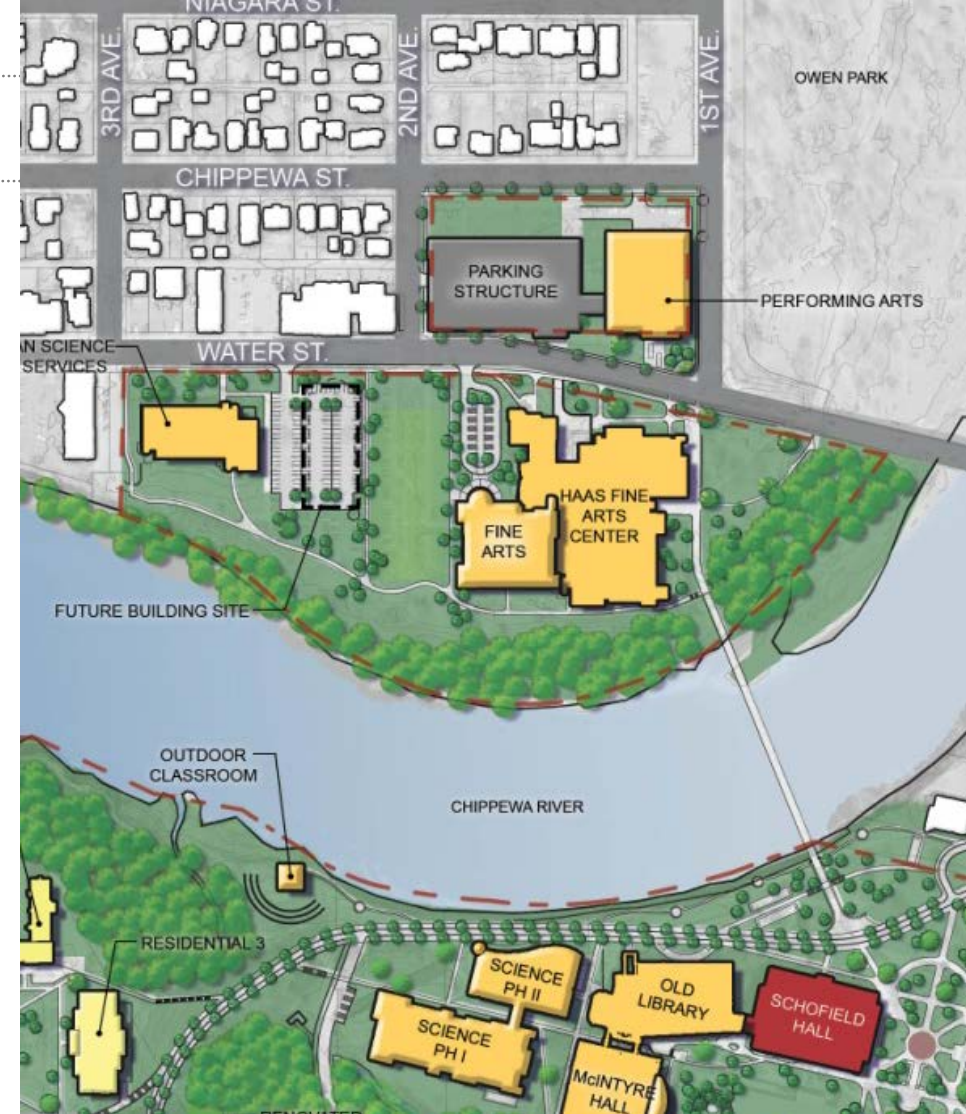 NIAGARA ST.
3RD AVE.
2ND AVE.
1ST AVE.
OWEN PARK
CHIPPEWA ST.
PARKING
STRUCTURE
PERFORMING ARTS
WATER ST.
AN SCIENCE
SERVICES
HAAS FINE
ARTS
CENTER
FINE
ARTS
FUTURE BUILDING SITE
OUTDOOR
CLASSROOM
CHIPPEWA RIVER
RESIDENTIAL 3
SCIENCE
PH II
OLD
LIBRARY
SCHOFIELD
HALL
SCIENCE
PH I
McINTYRE
HALL
RENOVATED